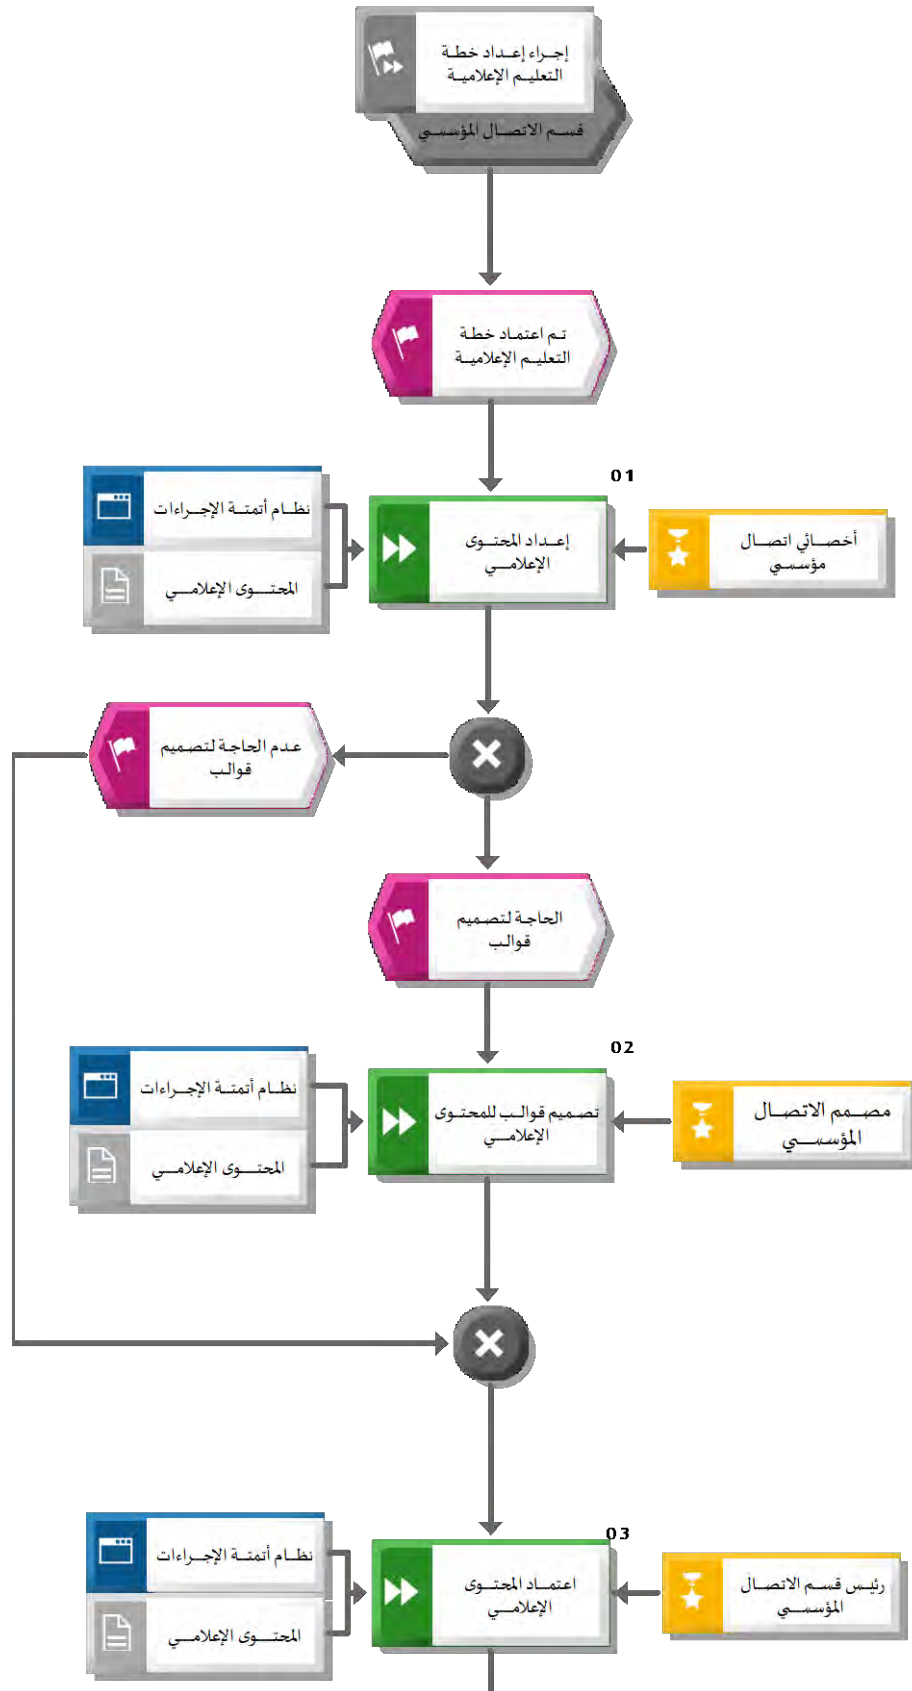 إجراء إعداد خطة
التعليم الإعلامية
قسم الاتصال المؤسسي
تم اعتماد خطة
التعليم الإعلامية
01
نظام أتمتة الإجراءات
المحتوى الإعلامي
إعداد المحتوى
الإعلامي
أخصائي اتصال
مؤسسي
عدم الحاجة لتصميم
قوالب
الحاجة لتصميم
قوالب
02
نظام أتمتة الإجراءات
المحتوى الإعلامي
تصميم قوالب للمحتوى
الإعلامي
مصمم الاتصال
المؤسسي
03
نظام أتمتة الإجراءات
المحتوى الإعلامي
اعتماد المحتوى
الإعلامي
رئيس قسم الاتصال
المؤسسي